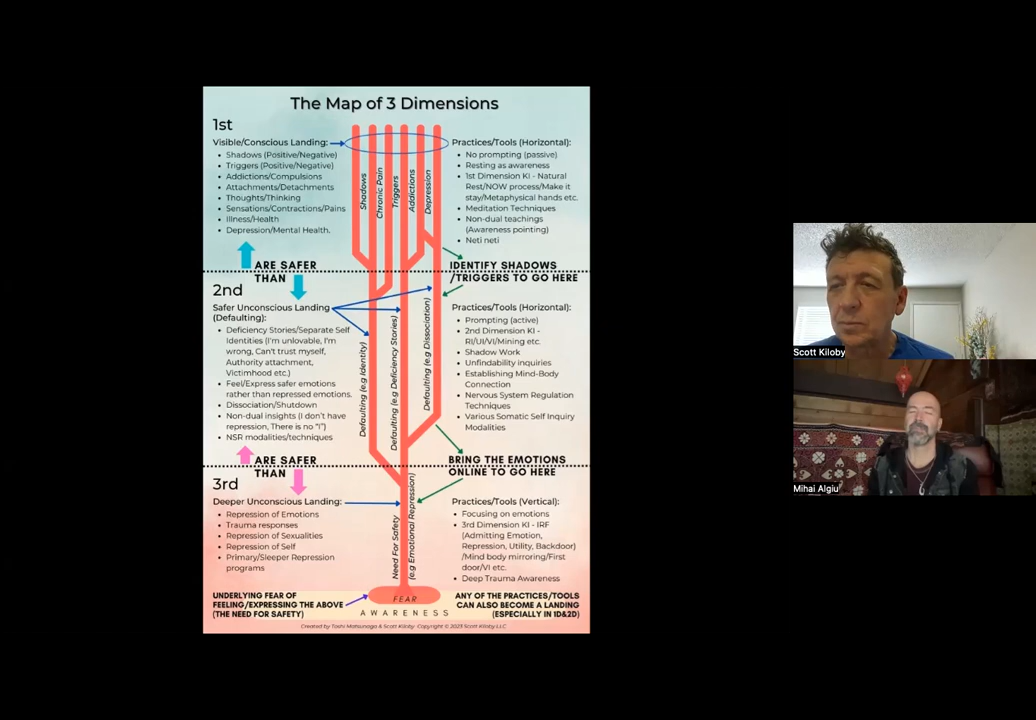 The Map of 3 Dimensions
1st
Visible/Conscious Landing:
Shadows (Positive/Negative)
Triggers (Positive/Negative)
Addictions/Compulsions
Attachments/Detachments
Thoughts/Thinking
Sensations/Contractions/Pains
Illness/Health
Depression/Mental Health.
Shadows
Chronic Pain
Triggers
Addictions
Depression
Practices/Tools (Horizontal):
No prompting (passive)
Resting as awareness
1st Dimension KI - Natural
Rest/NOW process/Make it
stay/Metaphysical hands etc.
Meditation Techniques
Non-dual teachings
(Awareness pointing)
Neti neti
ARE SAFER
THAN
IDENTIFY SHADOWS
/TRIGGERS TO GO HERE
2nd
Safer Unconscious Landing
(Defaulting):
Deficiency Stories/Separate Self
Identities (I'm unlovable, I'm
wrong, Can't trust myself,
Authority attachment,
Victimhood etc.)
Feel/Express safer emotions
rather than repressed emotions.
Dissociation/Shutdown
Non-dual insights (I don't have
repression, There is no "I")
NSR modalities/techniques
Defaulting (e.g Identity)
Defaulting (e.g Deficiency Stories)
Defaulting (e.g Dissociation)
Practices/Tools (Horizontal):
Prompting (active)
2nd Dimension KI -
RI/UI/VI/Mining etc.
Shadow Work
Unfindability inquiries
Establishing Mind-Body
Connection
Nervous System Regulation
Techniques
Various Somatic Self Inquiry
Modalities
ARE SAFER
THAN
BRING THE EMOTIONS
ONLINE TO GO HERE
3rd
Deeper Unconscious Landing:
Repression of Emotions
Trauma responses
Repression of Sexualities
Repression of Self
Primary/Sleeper Repression
programs
Need For Safety
(e.g Emotional Repression)
Practices/Tools (Vertical):
Focusing on emotions
3rd Dimension KI - IRF
(Admitting Emotion,
Repression, Utility, Backdoor)
/Mind body mirroring/First
door/VI etc.
Deep Trauma Awareness
UNDERLYING FEAR OF
FEELING/EXPRESSING THE ABOVE
(THE NEED FOR SAFETY)
FEAR
AWARENESS
ANY OF THE PRACTICES/TOOLS
CAN ALSO BECOME A LANDING
(ESPECIALLY IN 1D&2D)
Created by Toshi Matsunaga & Scott Kiloby Copyright © 2023 Scott Kiloby LLC
Scott Kiloby
Mihai Algiu